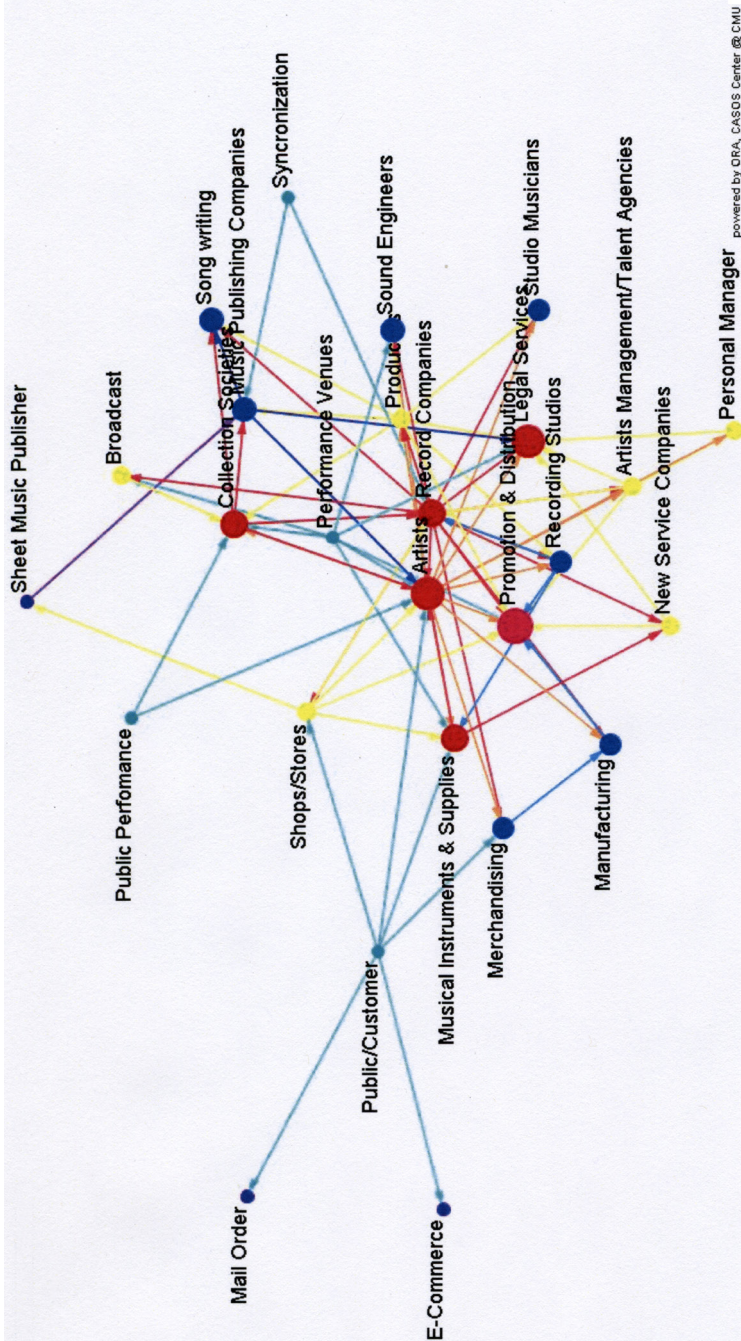 Sheet Music Publisher
Broadcast
Public Perfomance
Song writing
Collection Societies
Mail Order
Music Publishing Companies
Syncronization
Shops/Stores
Performance Venues
Public/Customer
Sound Engineers
Producers
Artists
Record Companies
E-Commerce
Musical Instruments & Supplies
Merchandising
Promotion & Distribution
Legal Services
Studio Musicians
Recording Studios
Manufacturing
Artists Management/Talent Agencies
New Service Companies
Personal Manager
powered by ORA, CASOS Center @ CMU